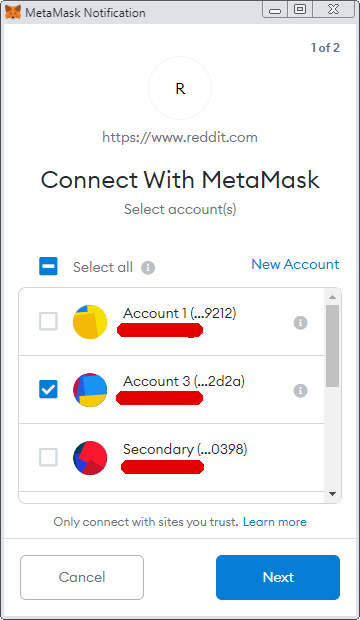 MetaMask Notification
1 of 2
R
https://www.reddit.com
Connect With MetaMask
Select account(s)
Select all
New Account
Account 1 (...9212)
Account 3 (...2d2a)
Secondary (...0398)
Only connect with sites you trust. Learn more
Cancel
Next